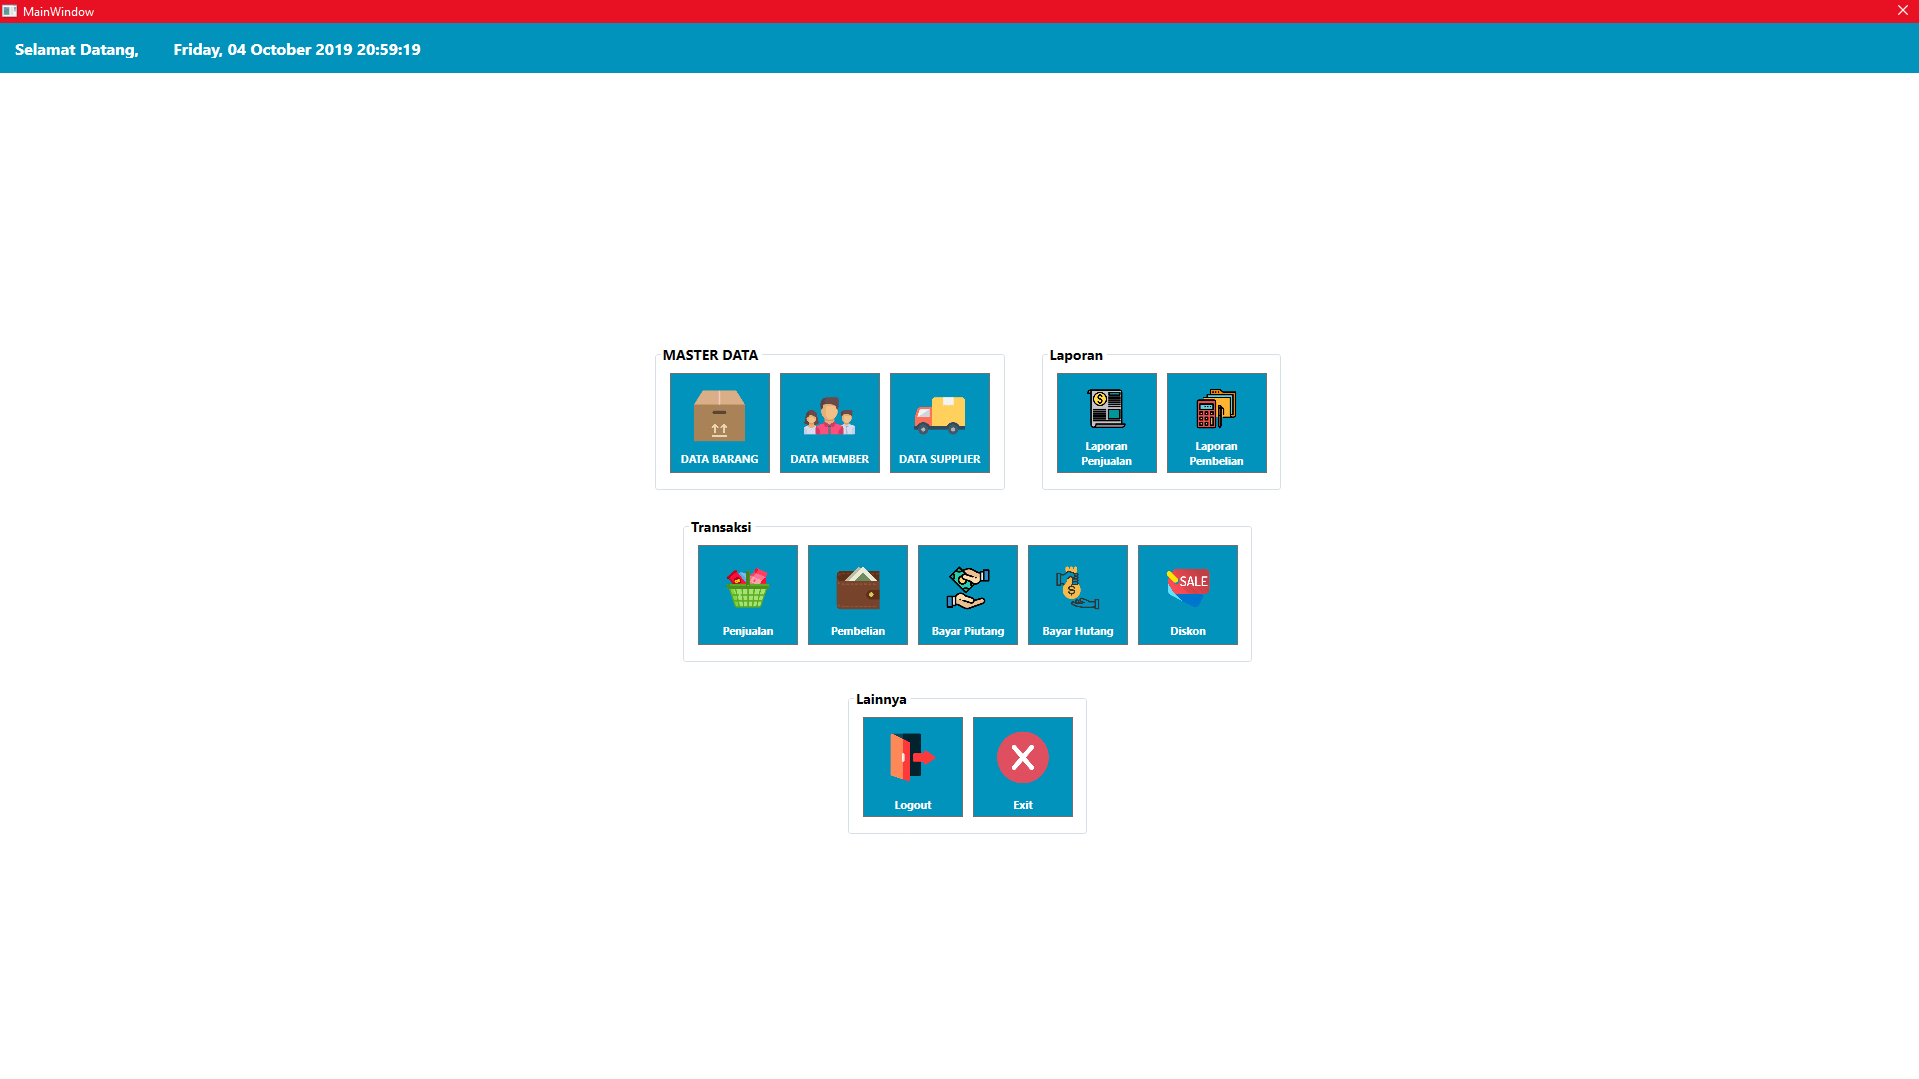 MainWindow
Selamat Datang, Friday, 04 October 2019 20:59:19
MASTER DATA
DATA BARANG
DATA MEMBER
DATA SUPPLIER
Laporan
Laporan
Penjualan
Laporan
Pembelian
Transaksi
Penjualan
Pembelian
Bayar Piutang
Bayar Hutang
SALE
Diskon
Lainnya
Logout
Exit